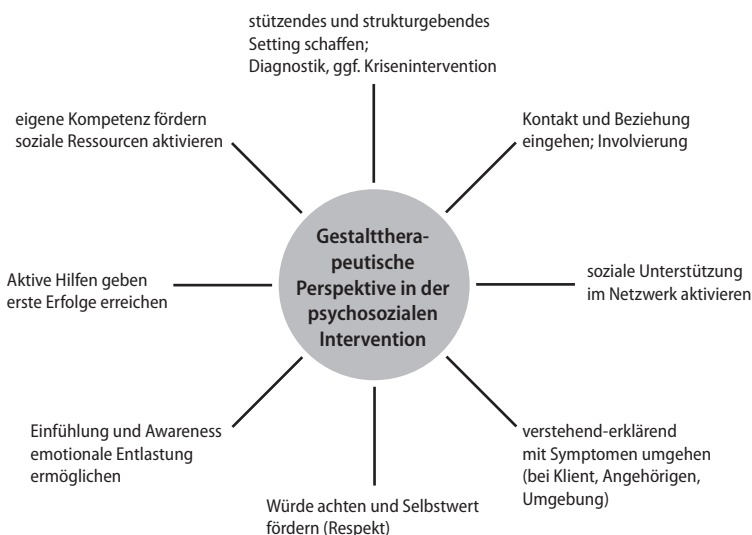 stützendes und strukturgebendes
Setting schaffen;
Diagnostik, ggf. Krisenintervention
eigene Kompetenz fördern
soziale Ressourcen aktivieren
Kontakt und Beziehung
eingehen; Involvierung
Gestaltthera-
peutische
Perspektive in der
psychosozialen
Intervention
Aktive Hilfen geben
erste Erfolge erreichen
soziale Unterstützung
im Netzwerk aktivieren
Einfühlung und Awareness
emotionale Entlastung
ermöglichen
verstehend-erklärend
mit Symptomen umgehen
(bei Klient, Angehörigen,
Umgebung)
Würde achten und Selbstwert
fördern (Respekt)